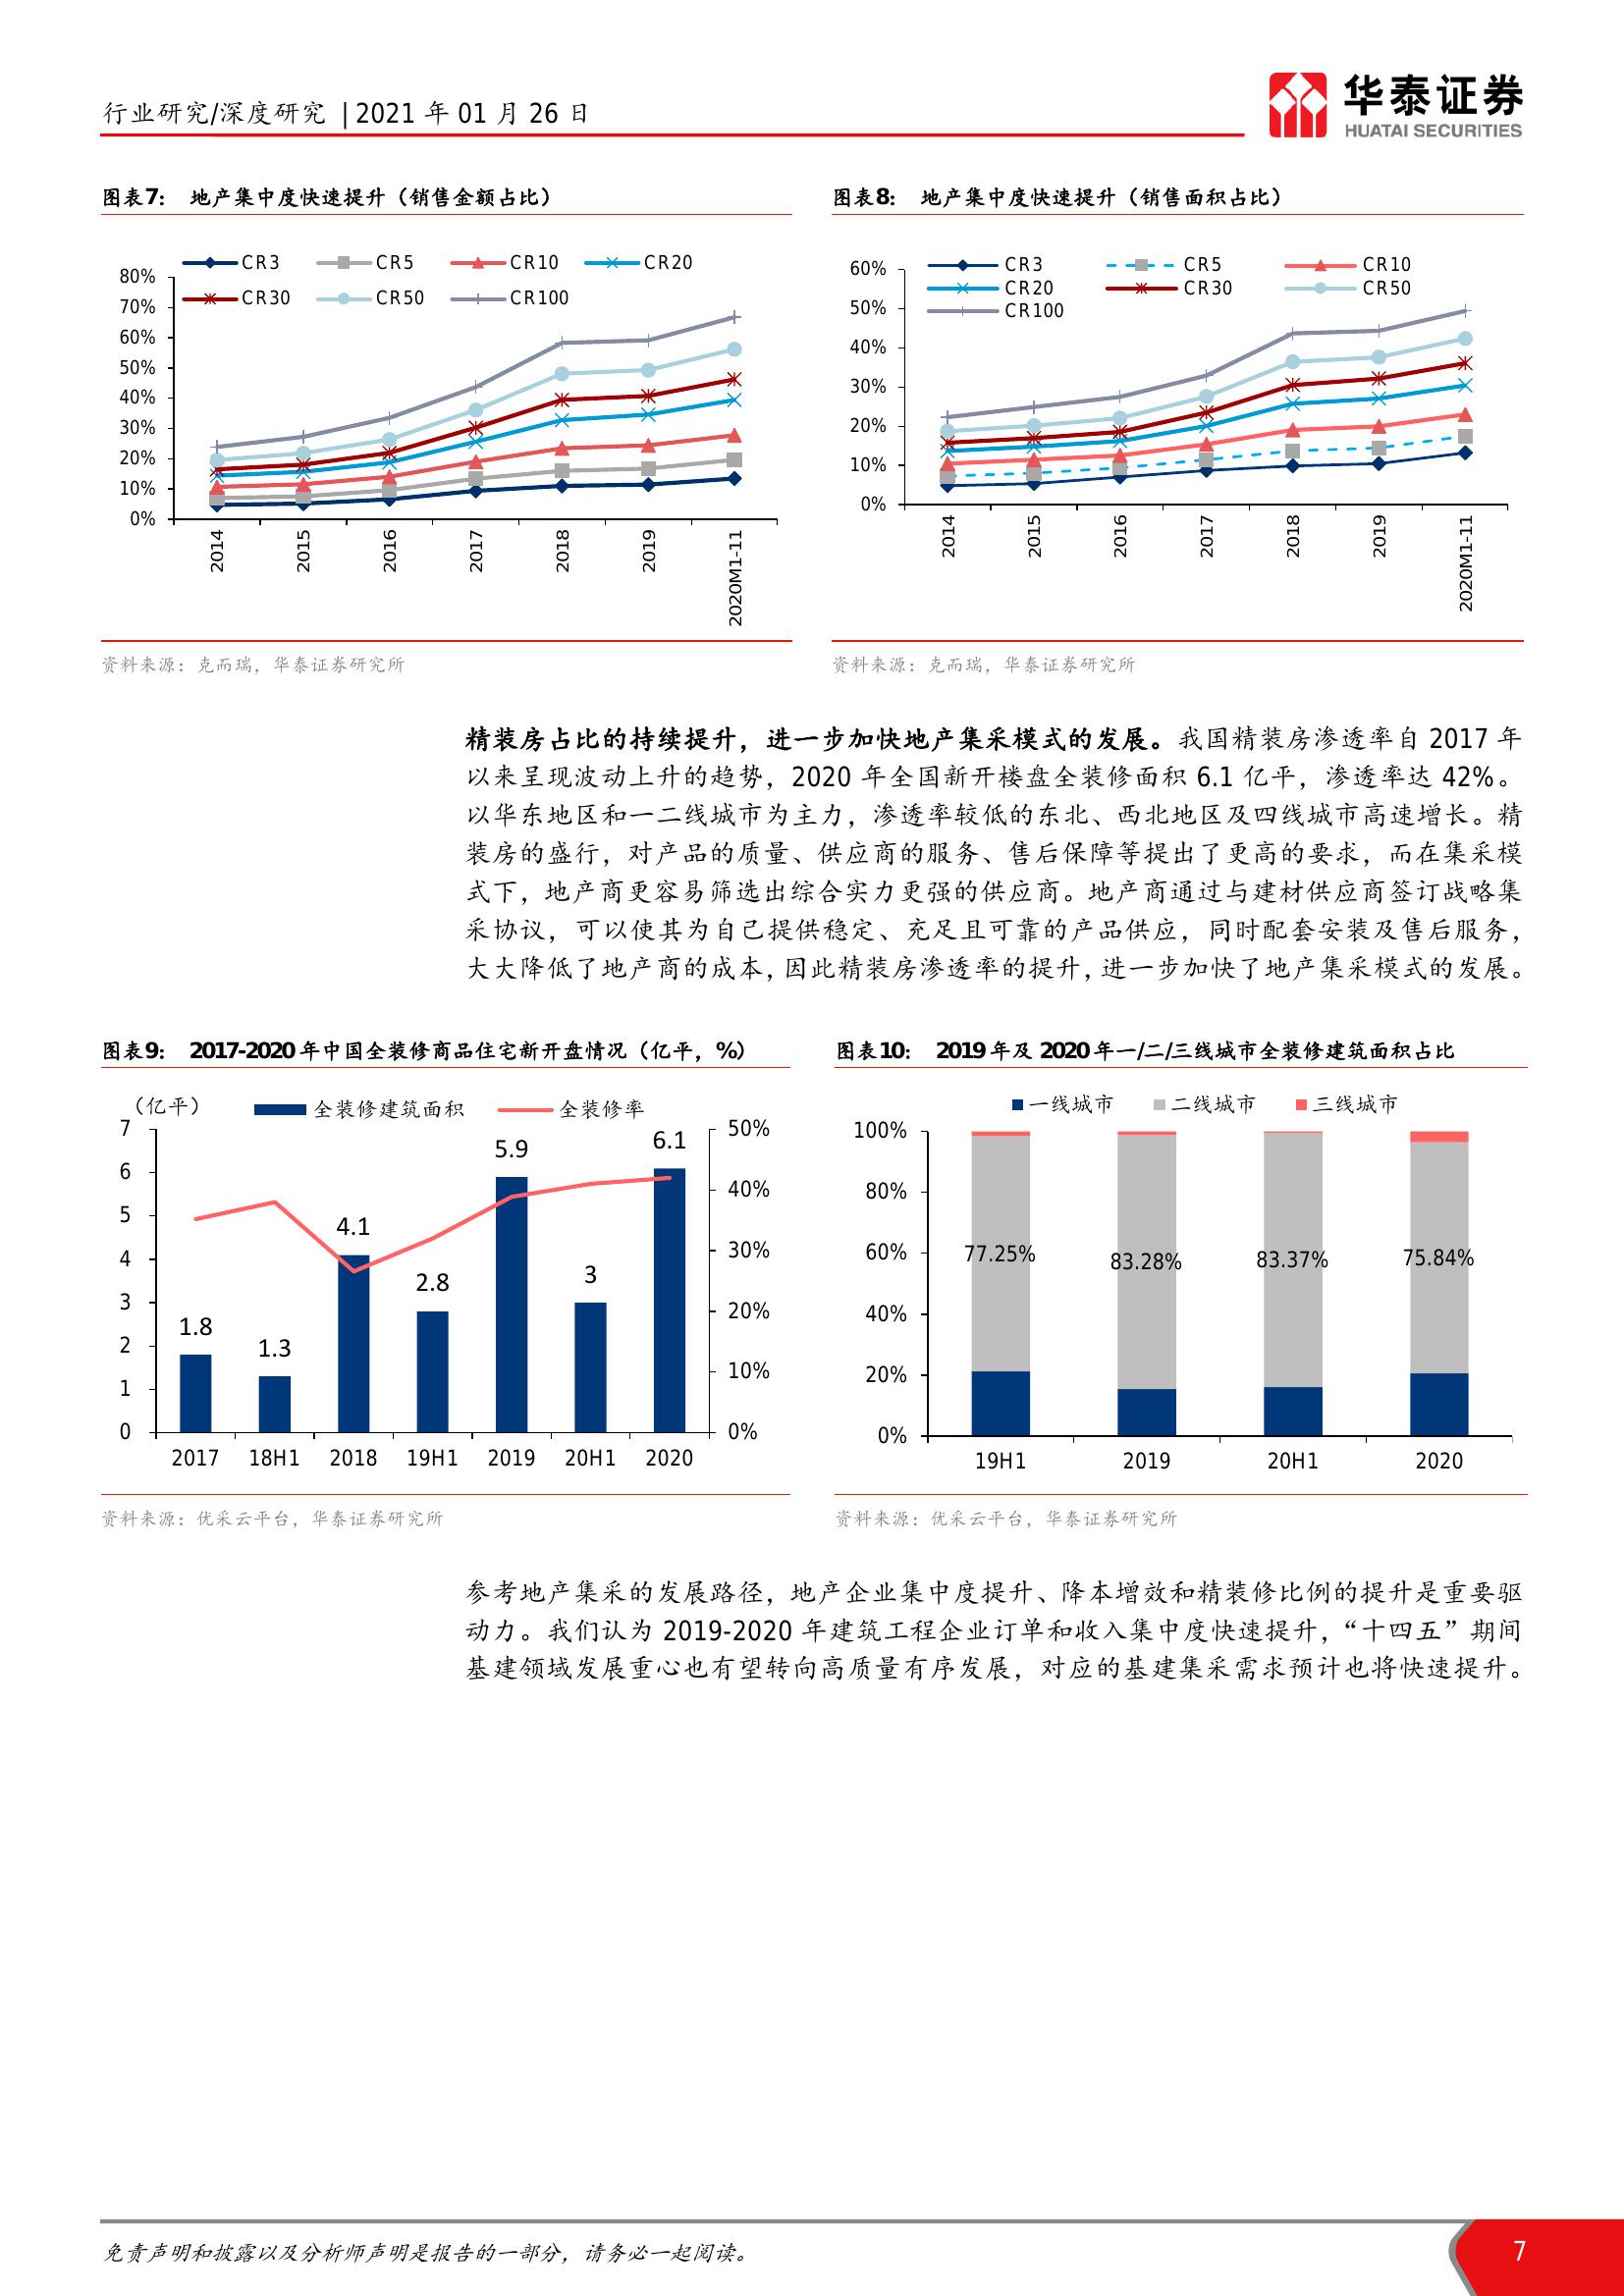 行业研究/深度研究 | 2021 年 01 月 26 日
华泰证券
HUATAI SECURITIES
图表7: 地产集中度快速提升（销售金额占比）
CR3 CR5 CR10 CR20
CR30 CR50 CR100
80%
70%
60%
50%
40%
30%
20%
10%
0%
2014 2015 2016 2017 2018 2019 2020M1-11
资料来源：克而瑞，华泰证券研究所
图表8: 地产集中度快速提升（销售面积占比）
CR3 CR5 CR10
CR20 CR30 CR50
CR100
60%
50%
40%
30%
20%
10%
0%
2014 2015 2016 2017 2018 2019 2020M1-11
资料来源：克而瑞，华泰证券研究所
精装房占比的持续提升，进一步加快地产集采模式的发展。我国精装房渗透率自 2017 年
以来呈现波动上升的趋势，2020 年全国新开楼盘全装修面积 6.1 亿平，渗透率达 42%。
以华东地区和一二线城市为主力，渗透率较低的东北、西北地区及四线城市高速增长。精
装房的盛行，对产品的质量、供应商的服务、售后保障等提出了更高的要求，而在集采模
式下，地产商更容易筛选出综合实力更强的供应商。地产商通过与建材供应商签订战略集
采协议，可以使其为自己提供稳定、充足且可靠的产品供应，同时配套安装及售后服务，
大大降低了地产商的成本，因此精装房渗透率的提升，进一步加快了地产集采模式的发展。
图表9: 2017-2020 年中国全装修商品住宅新开盘情况（亿平，%）
（亿平） 全装修建筑面积 全装修率
7
6
5
4
3
2
1
0
1.8 1.3 4.1 2.8 5.9 3 6.1
50%
40%
30%
20%
10%
0%
2017 18H1 2018 19H1 2019 20H1 2020
资料来源：优采云平台，华泰证券研究所
图表10: 2019 年及 2020 年一/二/三线城市全装修建筑面积占比
一线城市 二线城市 三线城市
100%
80%
60%
40%
20%
0%
77.25% 83.28% 83.37% 75.84%
19H1 2019 20H1 2020
资料来源：优采云平台，华泰证券研究所
参考地产集采的发展路径，地产企业集中度提升、降本增效和精装修比例的提升是重要驱
动力。我们认为 2019-2020 年建筑工程企业订单和收入集中度快速提升，“十四五”期间
基建领域发展重心也有望转向高质量有序发展，对应的基建集采需求预计也将快速提升。
免责声明和披露以及分析师声明是报告的一部分，请务必一起阅读。
7